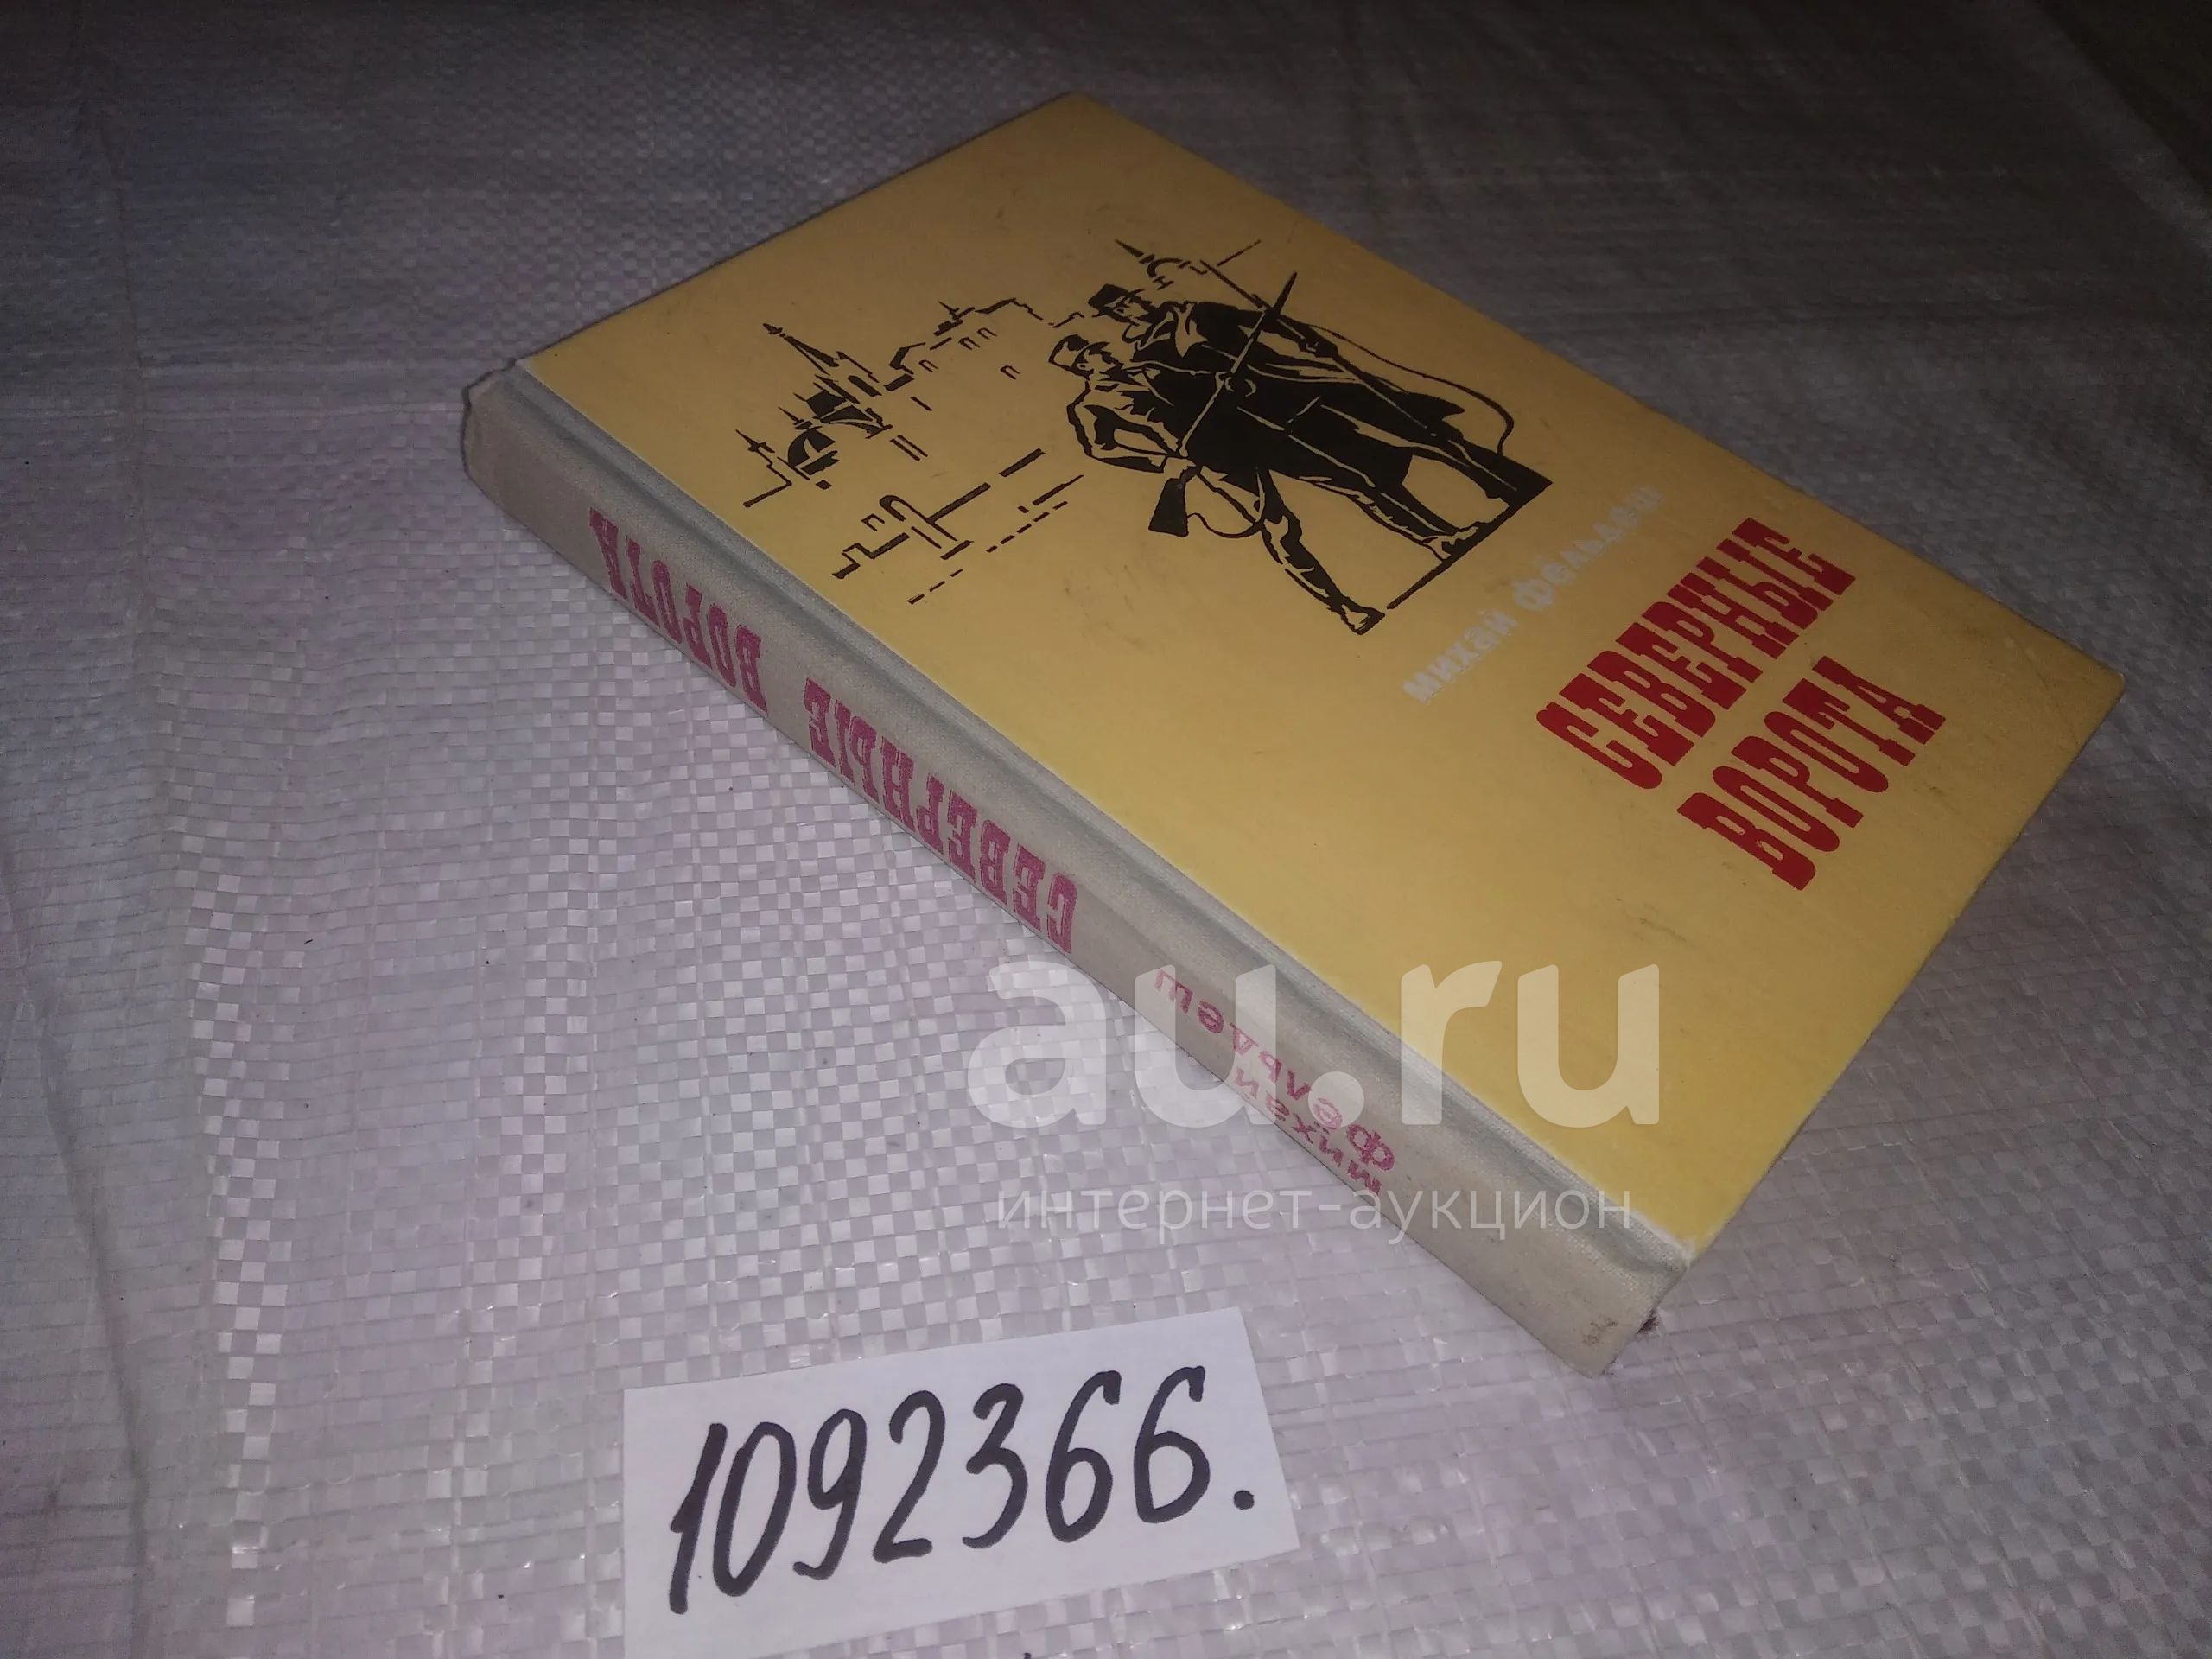 михай фёльдеш
СЕВЕРНЫЕ
ВОРОТА
михай
фёльдеш
СЕВЕРНЫЕ ВОРОТА
au.ru
интернет-аукцион
1092366.